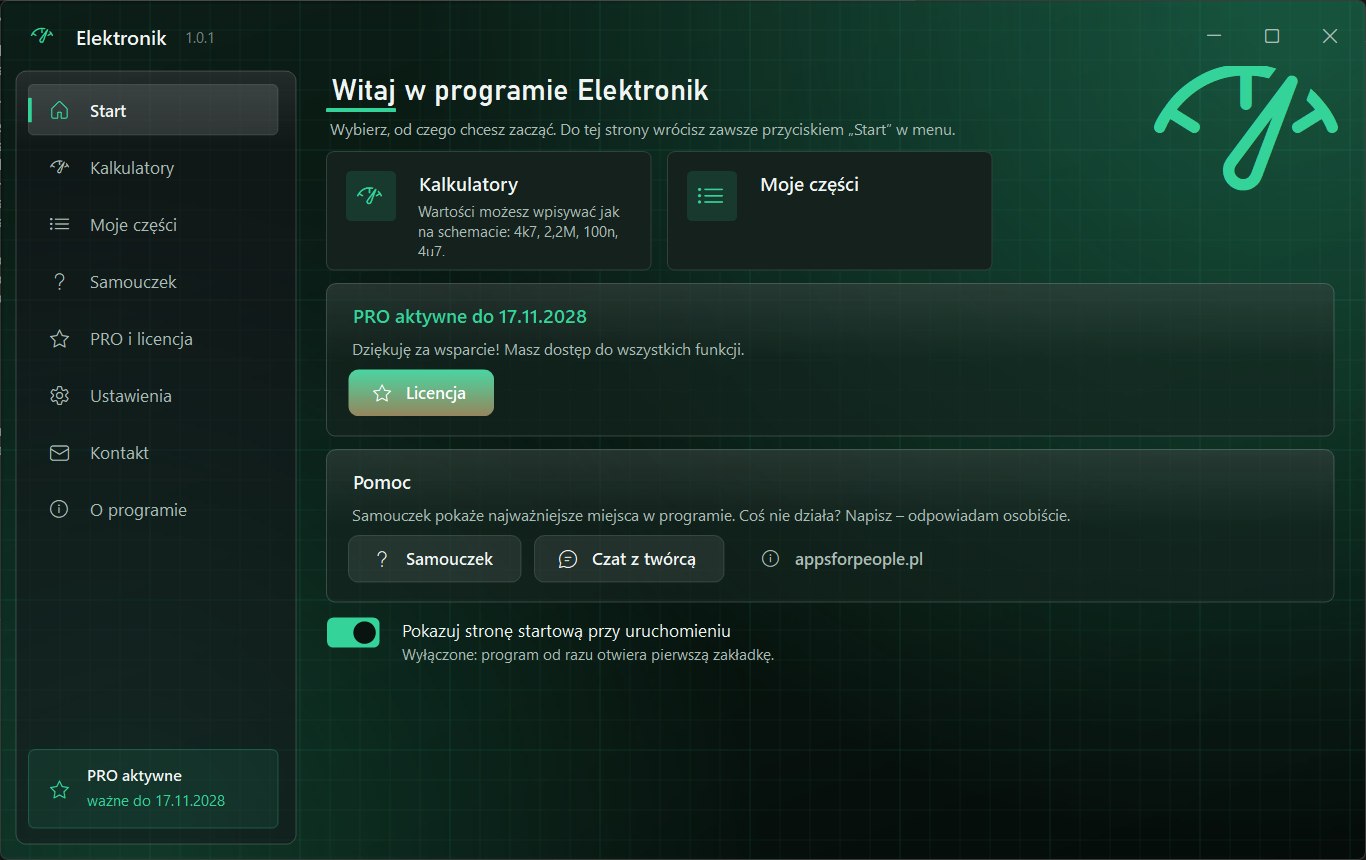 Elektronik 1.0.1
Start
Kalkulatory
Moje części
Samouczek
PRO i licencja
Ustawienia
Kontakt
O programie
PRO aktywne
ważne do 17.11.2028
Witaj w programie Elektronik
Wybierz, od czego chcesz zacząć. Do tej strony wrócisz zawsze przyciskiem „Start” w menu.
Kalkulatory
Wartości możesz wpisywać jak
na schemacie: 4k7, 2,2M, 100n,
4u7.
Moje części
PRO aktywne do 17.11.2028
Dziękuję za wsparcie! Masz dostęp do wszystkich funkcji.
Licencja
Pomoc
Samouczek pokaże najważniejsze miejsca w programie. Coś nie działa? Napisz – odpowiadam osobiście.
? Samouczek
Czat z twórcą
appsforpeople.pl
Pokazuj stronę startową przy uruchomieniu
Wyłączone: program od razu otwiera pierwszą zakładkę.